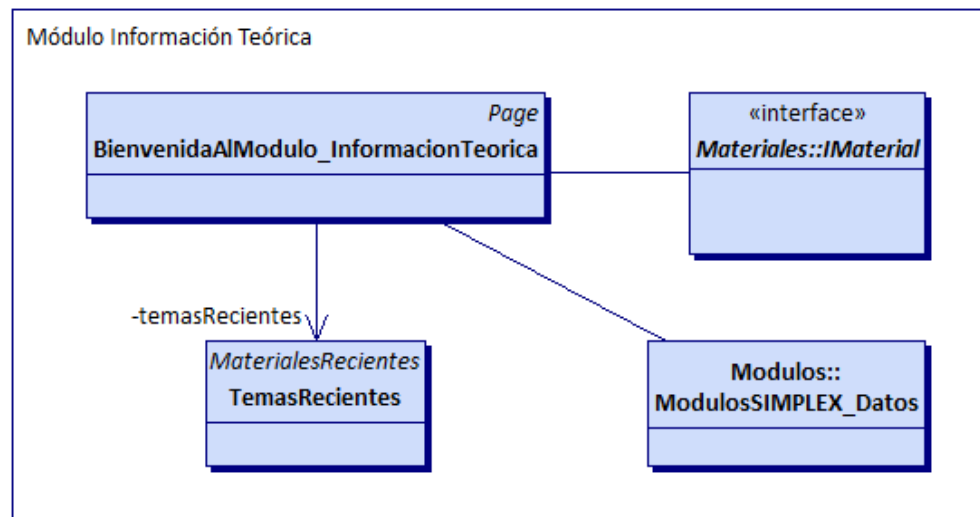 Módulo Información Teórica
Page
BienvenidaAlModulo_InformacionTeorica
«interface»
Materiales::IMaterial
-temasRecientes
MaterialesRecientes
TemasRecientes
Modulos::
ModulosSIMPLEX_Datos